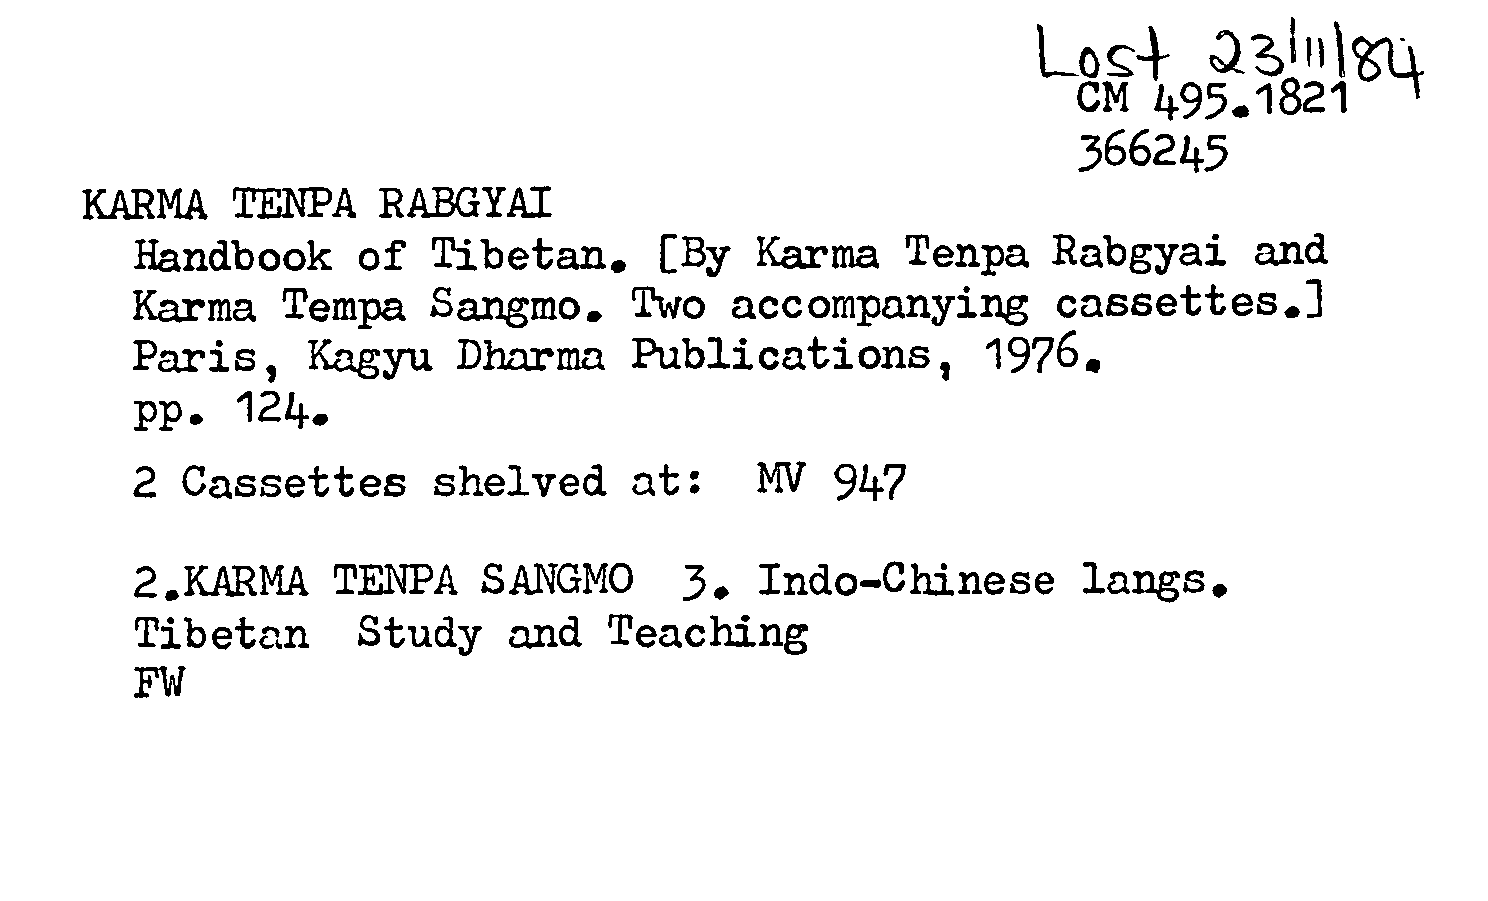 Lost 23/11/84
CM 495.1821
366245
KARMA TENPA RABGYAI
Handbook of Tibetan. [By Karma Tenpa Rabgyai and
Karma Tempa Sangmo. Two accompanying cassettes.]
Paris, Kagyu Dharma Publications, 1976.
pp. 124.
2 Cassettes shelved at: MV 947
2.KARMA TENPA SANGMO 3. Indo-Chinese langs.
Tibetan Study and Teaching
FW